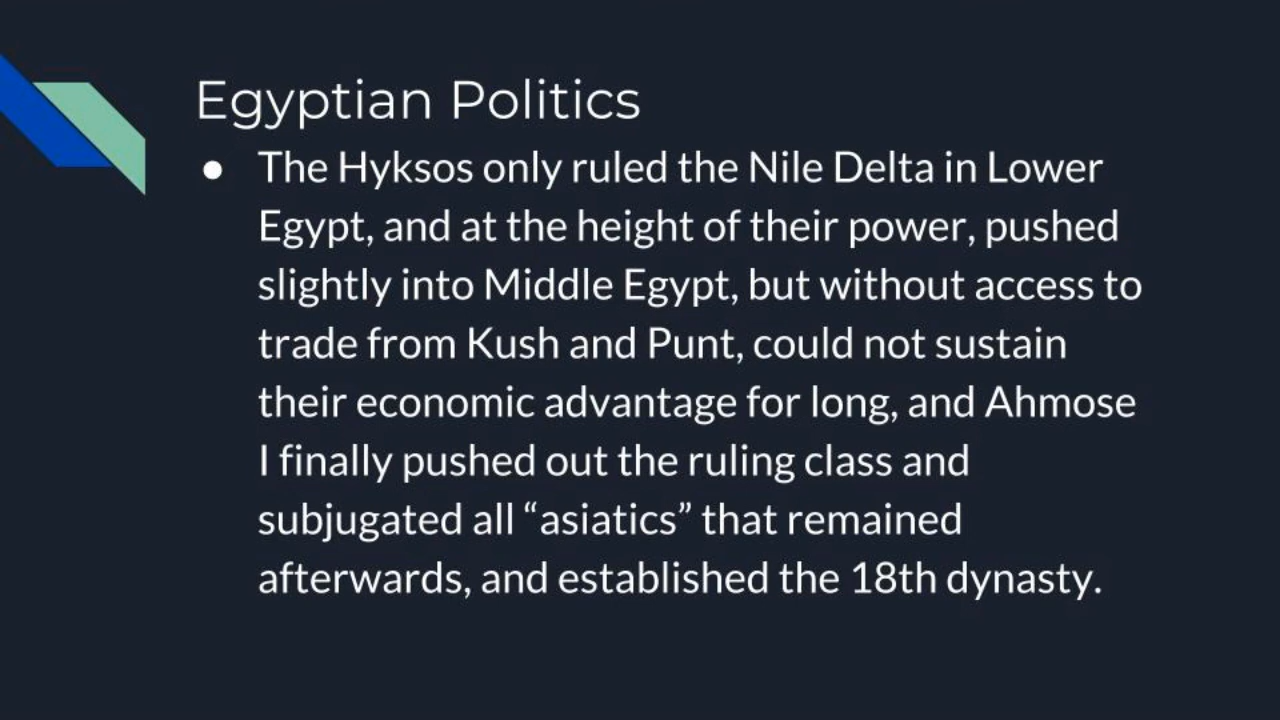 Egyptian Politics
● The Hyksos only ruled the Nile Delta in Lower
Egypt, and at the height of their power, pushed
slightly into Middle Egypt, but without access to
trade from Kush and Punt, could not sustain
their economic advantage for long, and Ahmose
I finally pushed out the ruling class and
subjugated all “asiatics” that remained
afterwards, and established the 18th dynasty.